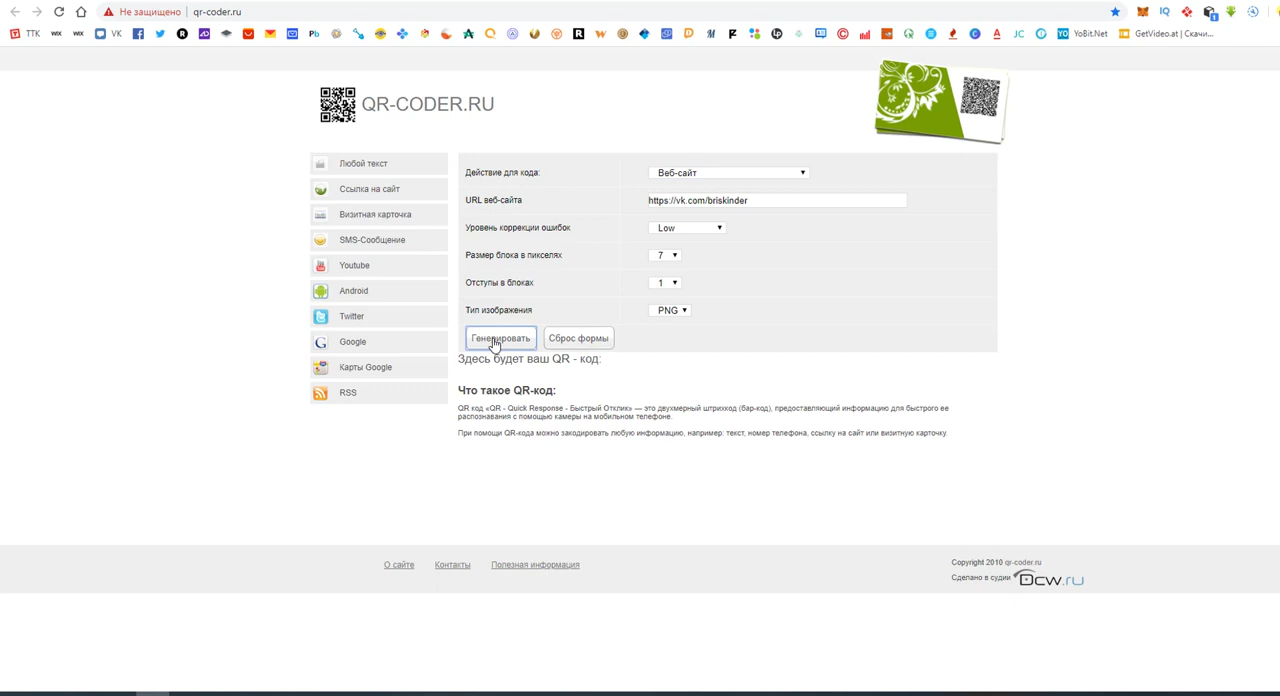 Не защищено qr-coder.ru
TTK VK YoBit.Net GetVideo.at | Скачи...
QR-CODER.RU
Любой текст
Ссылка на сайт
Визитная карточка
SMS-Сообщение
Youtube
Android
Twitter
Google
Карты Google
RSS
Действие для кода: Веб-сайт
URL веб-сайта https://vk.com/briskinder
Уровень коррекции ошибок Low
Размер блока в пикселях 7
Отступы в блоках 1
Тип изображения PNG
Генерировать Сброс формы
Здесь будет ваш QR - код:
Что такое QR-код:
QR код «QR - Quick Response - Быстрый Отклик» — это двухмерный штрихкод (бар-код), предоставляющий информацию для быстрого ее
распознавания с помощью камеры на мобильном телефоне.
При помощи QR-кода можно закодировать любую информацию, например: текст, номер телефона, ссылку на сайт или визитную карточку.
О сайте Контакты Полезная информация
Copyright 2010 qr-coder.ru
Сделано в судии Dcw.ru